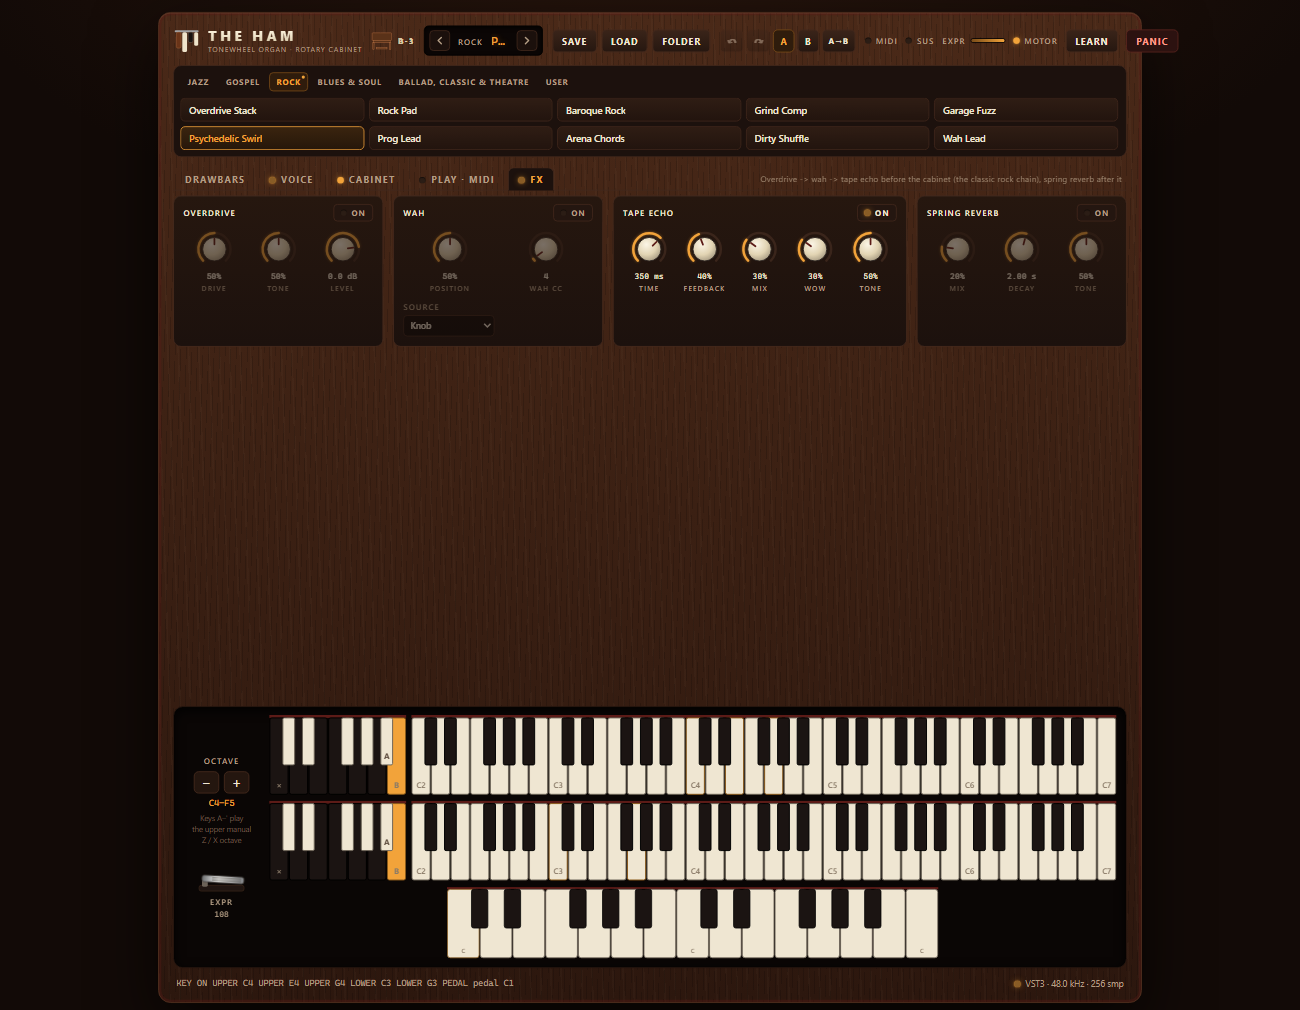 THE HAM
TONEWHEEL ORGAN · ROTARY CABINET
B-3
ROCK P...
SAVE
LOAD
FOLDER
A
B
A→B
MIDI
SUS
EXPR
MOTOR
LEARN
PANIC
JAZZ
GOSPEL
ROCK
BLUES & SOUL
BALLAD, CLASSIC & THEATRE
USER
Overdrive Stack
Rock Pad
Baroque Rock
Grind Comp
Garage Fuzz
Psychedelic Swirl
Prog Lead
Arena Chords
Dirty Shuffle
Wah Lead
DRAWBARS
VOICE
CABINET
PLAY · MIDI
FX
Overdrive -> wah -> tape echo before the cabinet (the classic rock chain), spring reverb after it
OVERDRIVE
ON
50%
50%
0.0 dB
DRIVE
TONE
LEVEL
WAH
ON
50%
4
POSITION
WAH CC
SOURCE
Knob
TAPE ECHO
ON
350 ms
40%
30%
30%
50%
TIME
FEEDBACK
MIX
WOW
TONE
SPRING REVERB
ON
20%
2.00 s
50%
MIX
DECAY
TONE
OCTAVE
− +
C4–F5
Keys A–' play
the upper manual
Z / X octave
EXPR
108
× A B
C2 C3 C4 C5 C6 C7
× A B
C2 C3 C4 C5 C6 C7
C C C
KEY ON UPPER C4 UPPER E4 UPPER G4 LOWER C3 LOWER G3 PEDAL pedal C1
VST3 · 48.0 kHz · 256 smp